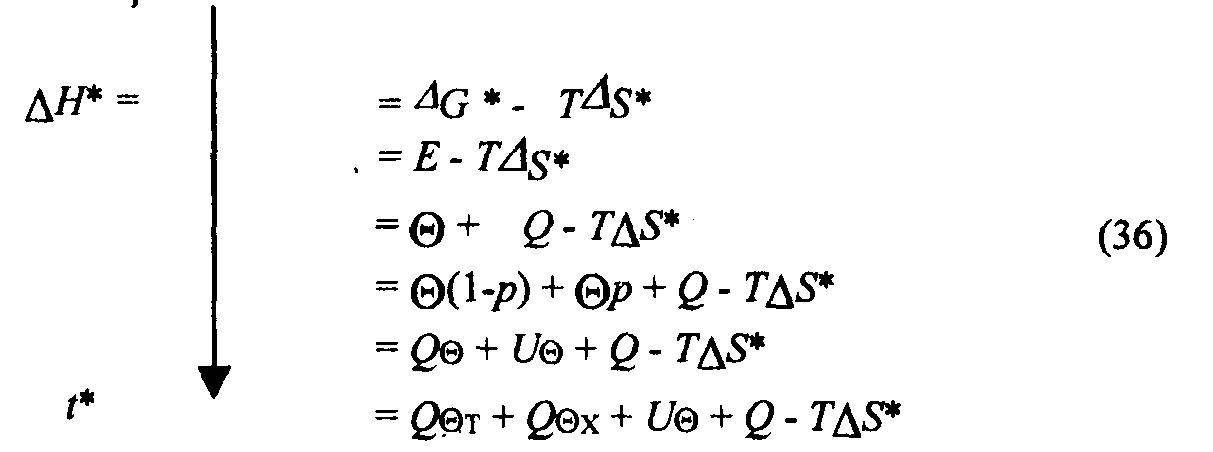 ΔH* = = ΔG * - TΔS*
= E - TΔS*
= Θ + Q - TΔS* (36)
= Θ(1-p) + Θp + Q - TΔS*
= QΘ + UΘ + Q - TΔS*
t* = QΘT + QΘX + UΘ + Q - TΔS*